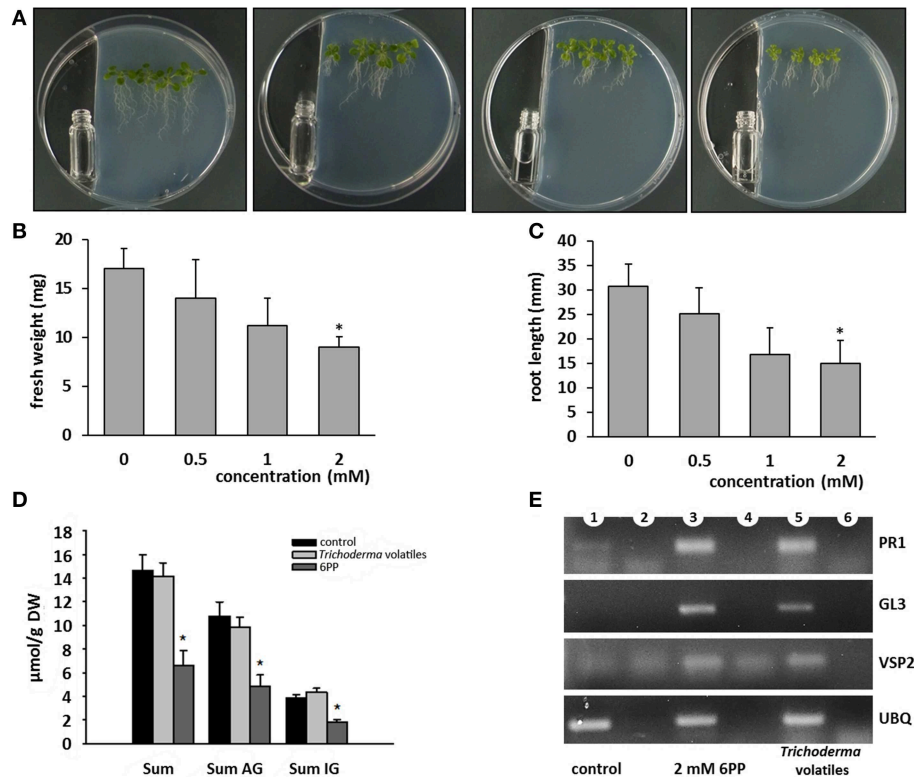 A
B
20
15
10
5
0
fresh weight (mg)
0 0.5 1 2
concentration (mM)
*
C
40
35
30
25
20
15
10
5
0
root length (mm)
0 0.5 1 2
concentration (mM)
*
D
18
16
14
12
10
8
6
4
2
0
µmol/g DW
control
Trichoderma volatiles
6PP
* * *
Sum Sum AG Sum IG
E
1 2 3 4 5 6
PR1
GL3
VSP2
UBQ
control 2 mM 6PP Trichoderma
volatiles